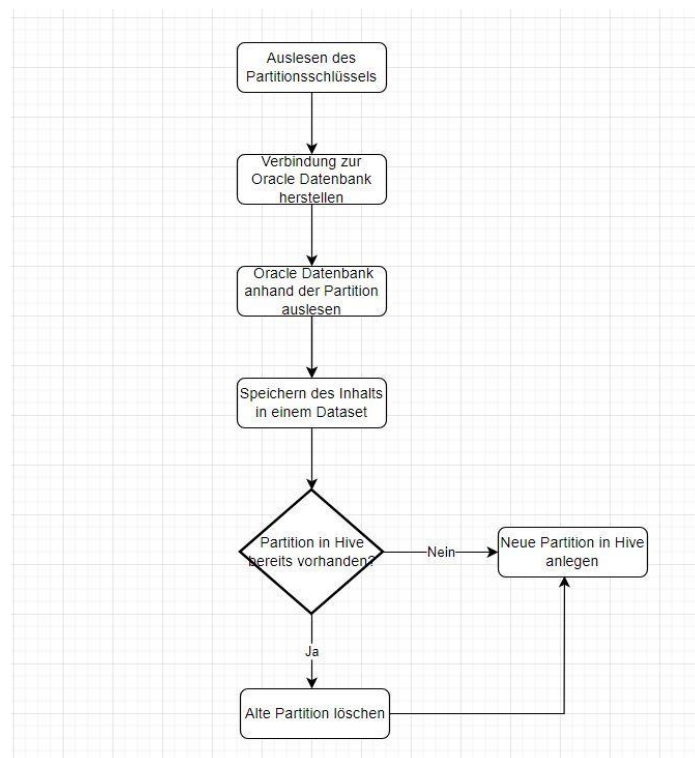 Auslesen des
Partitionsschlüssels
Verbindung zur
Oracle Datenbank
herstellen
Oracle Datenbank
anhand der Partition
auslesen
Speichern des Inhalts
in einem Dataset
Partition in Hive
bereits vorhanden?
Nein
Neue Partition in Hive
anlegen
Ja
Alte Partition löschen